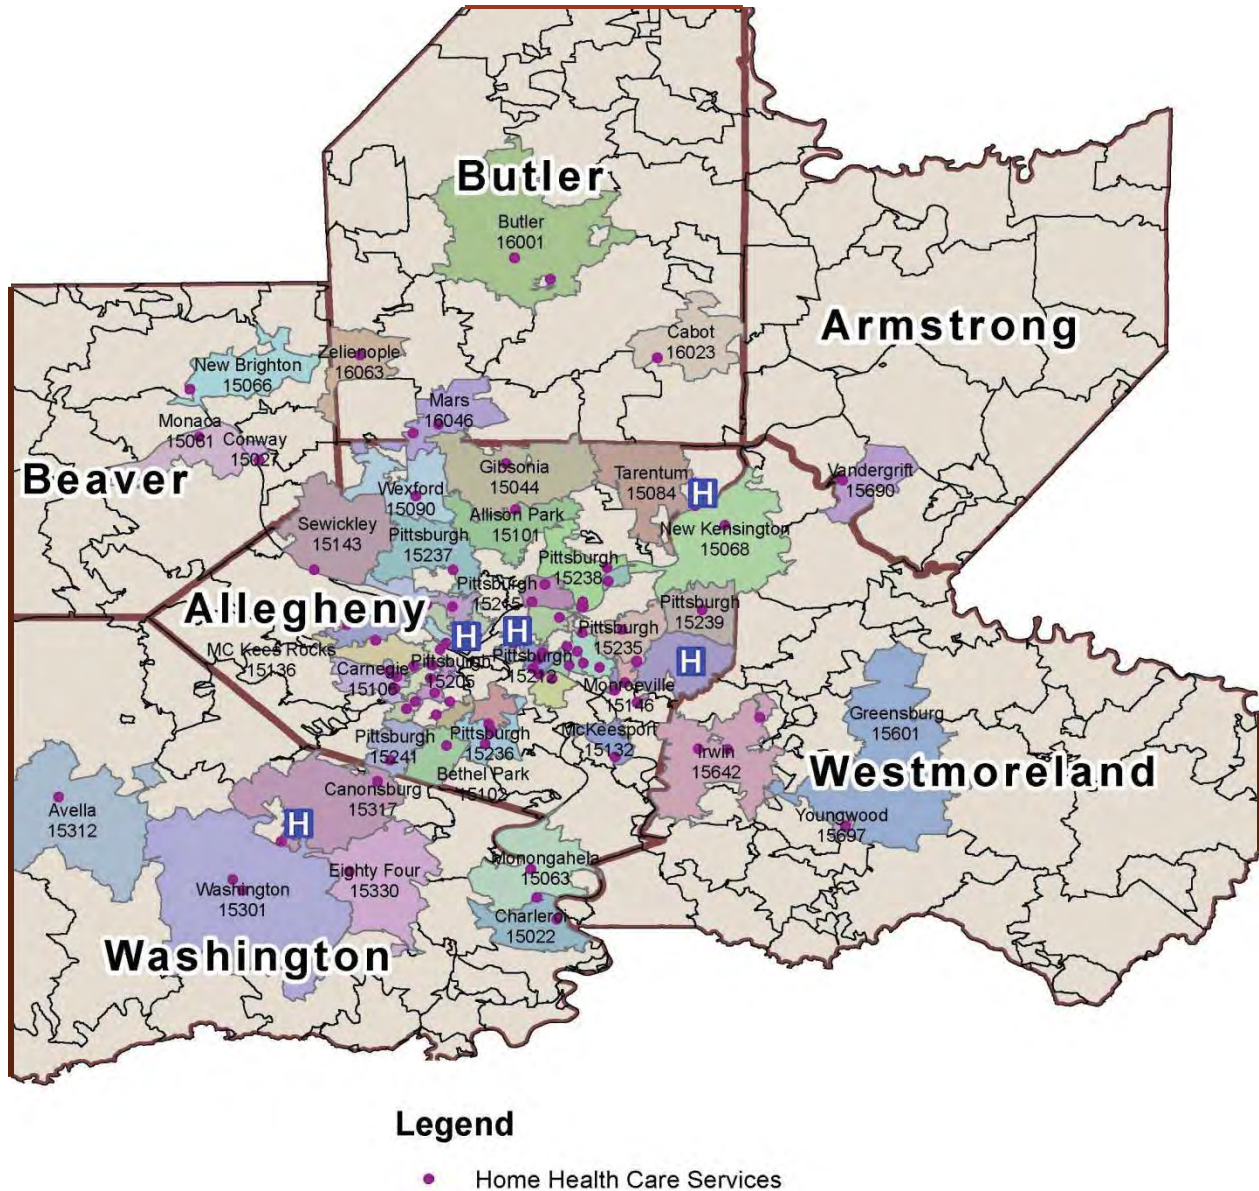 Butler
Butler
16001
Armstrong
Cabot
16023
Zelienople
16063
New Brighton
15066
Mars
16046
Monaca
15061
Conway
15027
Beaver
Gibsonia
15044
Tarentum
15084
Vandergrift
15690
Wexford
15090
H
Sewickley
15143
Allison Park
15101
New Kensington
15068
Pittsburgh
15237
Pittsburgh
15238
Pittsburgh
Allegheny
Pittsburgh
15239
H
H
Pittsburgh
15235
MC Kees Rocks
15136
Carnegie
15106
Pittsburgh
15205
Pittsburgh
15212
H
Monroeville
15146
Greensburg
15601
Pittsburgh
15241
Pittsburgh
15236
McKeesport
15132
Irwin
15642
Westmoreland
Bethel Park
15102
Canonsburg
15317
Avella
15312
H
Youngwood
15697
Monongahela
15063
Eighty Four
15330
Washington
15301
Charleroi
15022
Washington
Legend
Home Health Care Services